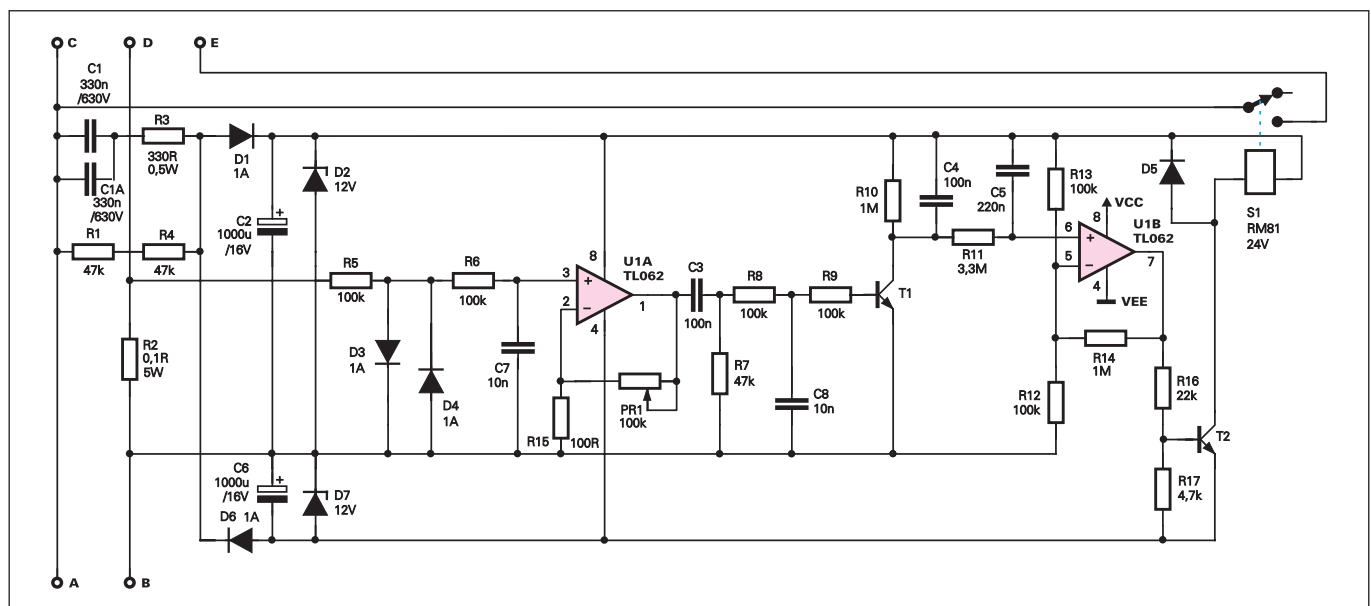 C
D
E
C1
330n
/630V
R3
330R
0,5W
D1
1A
C1A
330n
/630V
R1
47k
R4
47k
C2
1000u
/16V
+
D2
12V
R5
100k
R6
100k
D3
1A
D4
1A
C7
10n
R2
0,1R
5W
U1A
TL062
8
3
+
2
−
4
1
C3
100n
R8
100k
R9
100k
R7
47k
C8
10n
PR1
100k
R15
100R
T1
R10
1M
C4
100n
C5
220n
R11
3,3M
R13
100k
VCC
8
U1B
TL062
6
+
5
−
7
4
VEE
R14
1M
R12
100k
R16
22k
R17
4,7k
T2
D5
S1
RM81
24V
C6
1000u
/16V
+
D7
12V
D6 1A
A
B